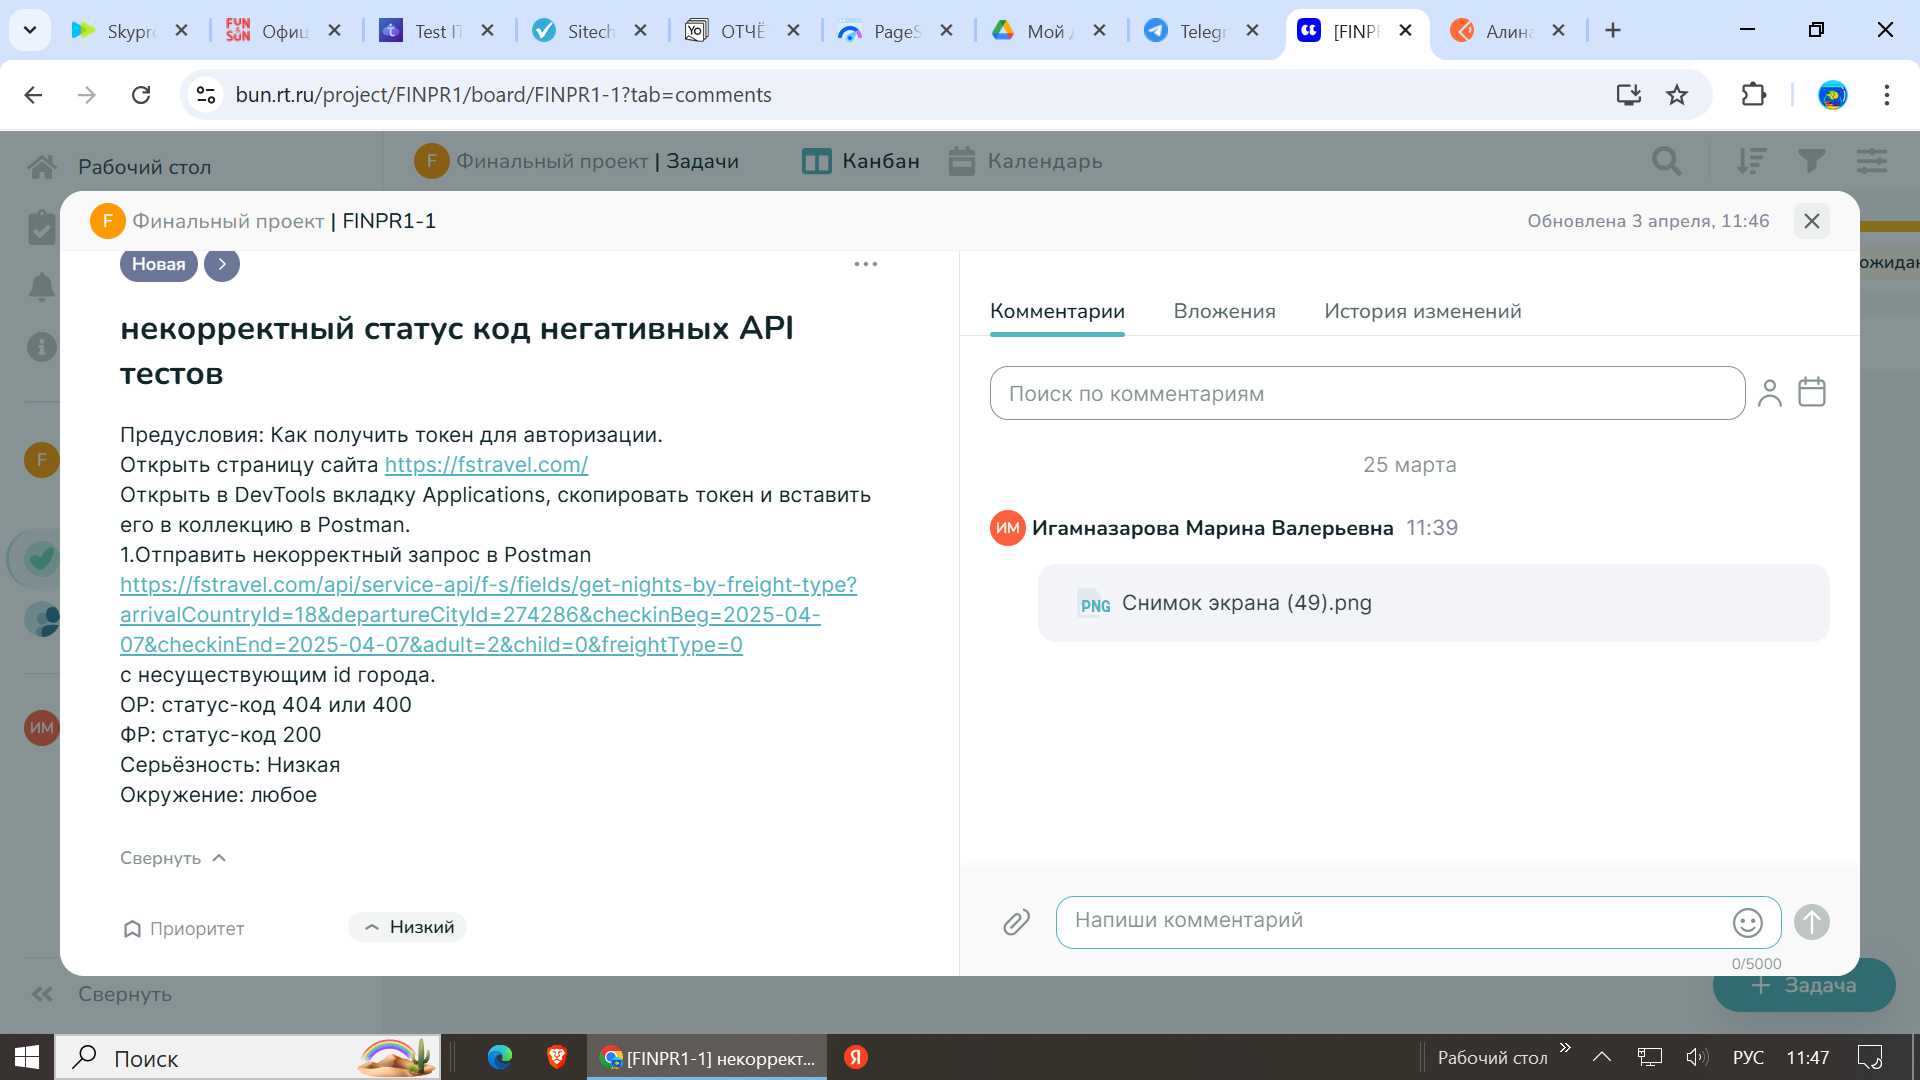 Skypr
Офиц
Test IT
Sitech
ОТЧЁ
PageS
Мой
Telegr
[FINPR
Алина
bun.rt.ru/project/FINPR1/board/FINPR1-1?tab=comments
Рабочий стол
F Финальный проект | Задачи
Канбан
Календарь
F Финальный проект | FINPR1-1
Обновлена 3 апреля, 11:46
ожидан
Новая
некорректный статус код негативных API
тестов
Предусловия: Как получить токен для авторизации.
Открыть страницу сайта https://fstravel.com/
Открыть в DevTools вкладку Applications, скопировать токен и вставить
его в коллекцию в Postman.
1.Отправить некорректный запрос в Postman
https://fstravel.com/api/service-api/f-s/fields/get-nights-by-freight-type?
arrivalCountryId=18&departureCityId=274286&checkinBeg=2025-04-
07&checkinEnd=2025-04-07&adult=2&child=0&freightType=0
с несуществующим id города.
ОР: статус-код 404 или 400
ФР: статус-код 200
Серьёзность: Низкая
Окружение: любое
Свернуть
Приоритет
Низкий
Комментарии
Вложения
История изменений
Поиск по комментариям
25 марта
ИМ Игамназарова Марина Валерьевна 11:39
PNG Снимок экрана (49).png
Напиши комментарий
0/5000
F
ИМ
Свернуть
+ Задача
Поиск
[FINPR1-1] некоррект...
Я
Рабочий стол
РУС
11:47